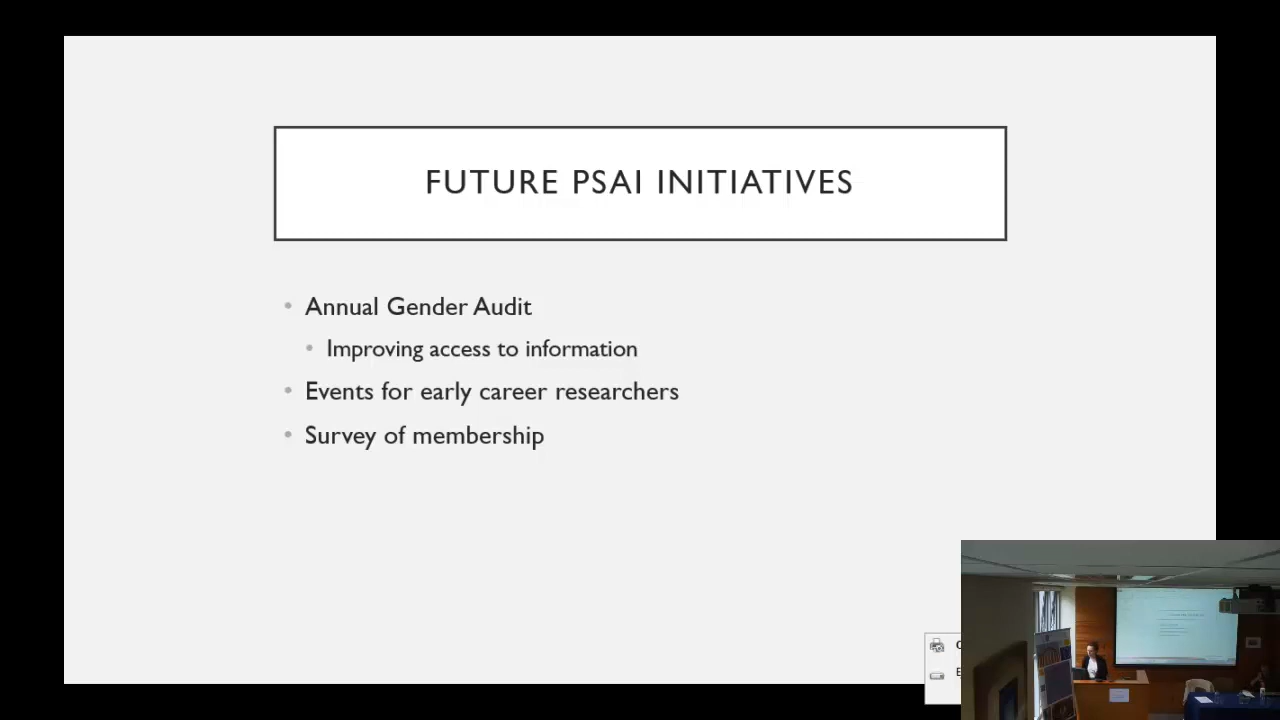 FUTURE PSAI INITIATIVES
Annual Gender Audit
Improving access to information
Events for early career researchers
Survey of membership